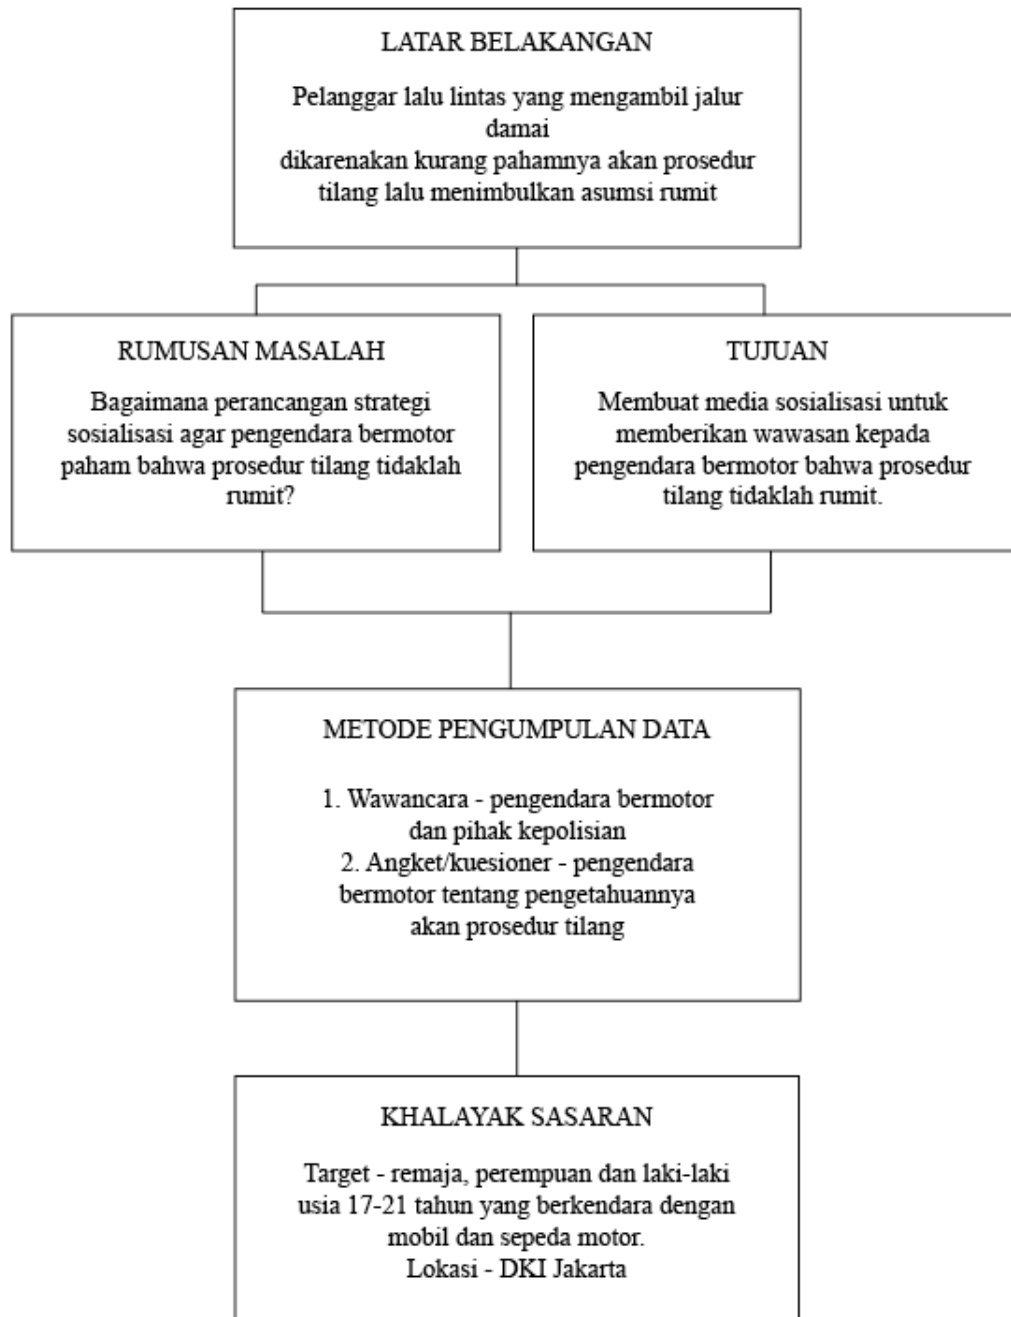 LATAR BELAKANGAN
Pelanggar lalu lintas yang mengambil jalur
damai
dikarenakan kurang pahamnya akan prosedur
tilang lalu menimbulkan asumsi rumit
RUMUSAN MASALAH
Bagaimana perancangan strategi
sosialisasi agar pengendara bermotor
paham bahwa prosedur tilang tidaklah
rumit?
TUJUAN
Membuat media sosialisasi untuk
memberikan wawasan kepada
pengendara bermotor bahwa prosedur
tilang tidaklah rumit.
METODE PENGUMPULAN DATA
1. Wawancara - pengendara bermotor
dan pihak kepolisian
2. Angket/kuesioner - pengendara
bermotor tentang pengetahuannya
akan prosedur tilang
KHALAYAK SASARAN
Target - remaja, perempuan dan laki-laki
usia 17-21 tahun yang berkendara dengan
mobil dan sepeda motor.
Lokasi - DKI Jakarta